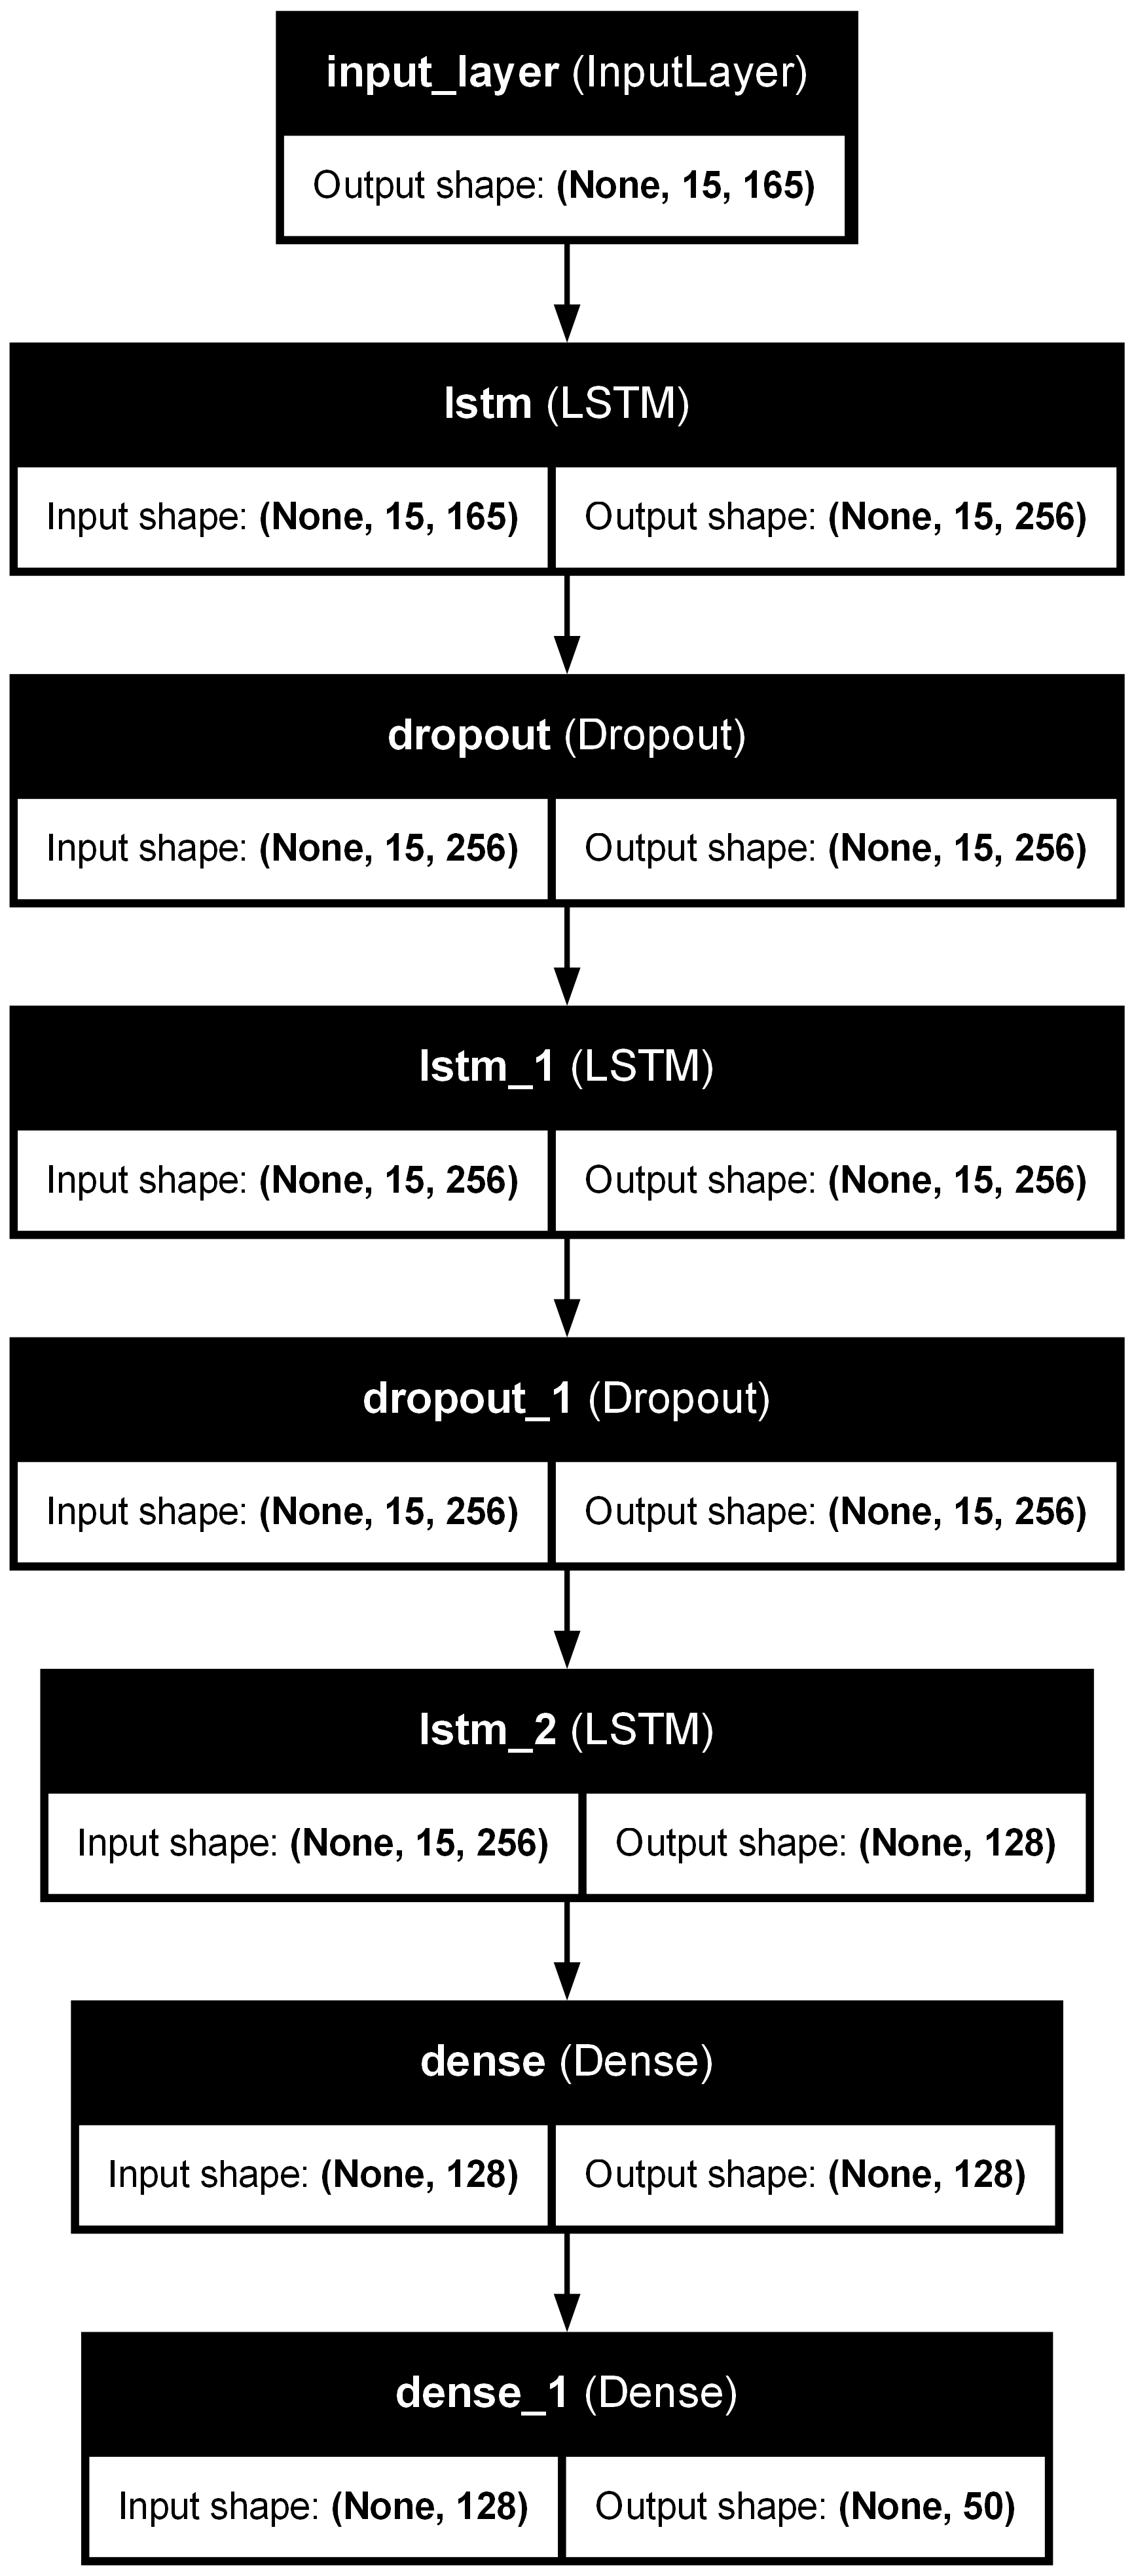 input_layer (InputLayer)
Output shape: (None, 15, 165)
lstm (LSTM)
Input shape: (None, 15, 165) Output shape: (None, 15, 256)
dropout (Dropout)
Input shape: (None, 15, 256) Output shape: (None, 15, 256)
lstm_1 (LSTM)
Input shape: (None, 15, 256) Output shape: (None, 15, 256)
dropout_1 (Dropout)
Input shape: (None, 15, 256) Output shape: (None, 15, 256)
lstm_2 (LSTM)
Input shape: (None, 15, 256) Output shape: (None, 128)
dense (Dense)
Input shape: (None, 128) Output shape: (None, 128)
dense_1 (Dense)
Input shape: (None, 128) Output shape: (None, 50)